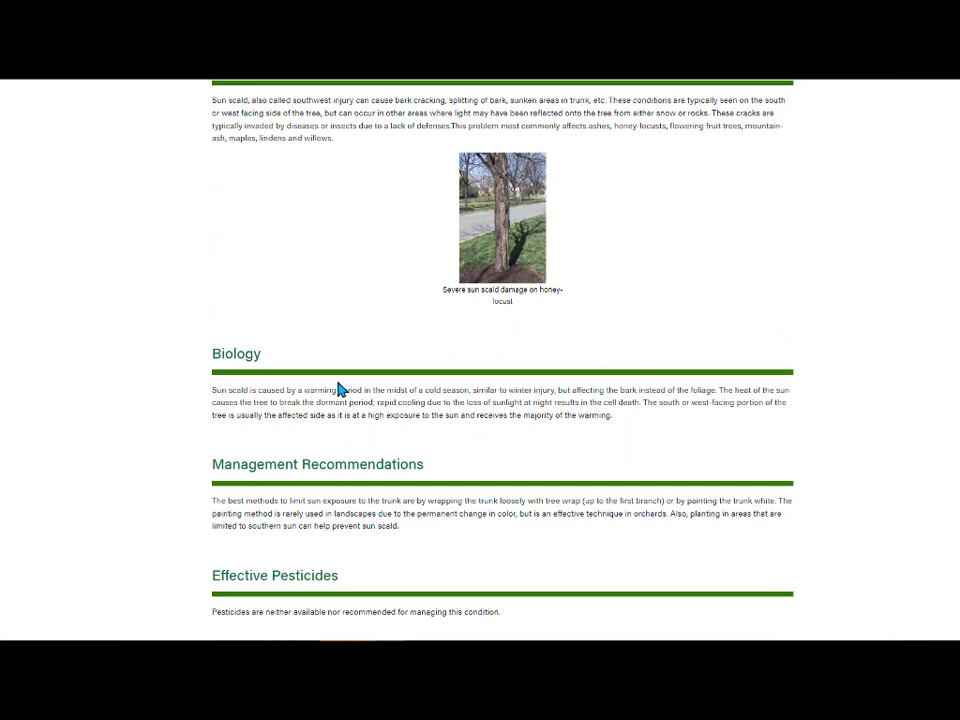 Sun scald, also called southwest injury can cause bark cracking, splitting of bark, sunken areas in trunk, etc. These conditions are typically seen on the south
or west facing side of the tree, but can occur in other areas where light may have been reflected onto the tree from either snow or rocks. These cracks are
typically invaded by diseases or insects due to a lack of defenses.This problem most commonly affects ashes, honey-locusts, flowering fruit trees, mountain-
ash, maples, lindens and willows.
Severe sun scald damage on honey-
locust
Biology
Sun scald is caused by a warming in the midst of a cold season, similar to winter injury, but affecting the bark instead of the foliage. The heat of the sun
causes the tree to break the dormant period; rapid cooling due to the loss of sunlight at night results in the cell death. The south or west-facing portion of the
tree is usually the affected side as it is at a high exposure to the sun and receives the majority of the warming.
Management Recommendations
The best methods to limit sun exposure to the trunk are by wrapping the trunk loosely with tree wrap (up to the first branch) or by painting the trunk white. The
painting method is rarely used in landscapes due to the permanent change in color, but is an effective technique in orchards. Also, planting in areas that are
limited to southern sun can help prevent sun scald.
Effective Pesticides
Pesticides are neither available nor recommended for managing this condition.